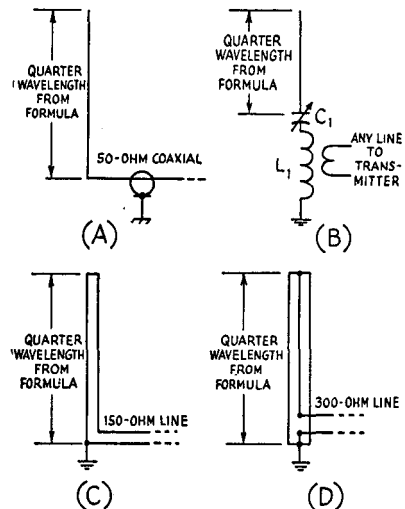 QUARTER
WAVELENGTH
FROM
FORMULA
50-OHM COAXIAL
(A)
QUARTER
WAVELENGTH
FROM
FORMULA
C1
L1
ANY LINE
TO
TRANS-
MITTER
(B)
QUARTER
WAVELENGTH
FROM
FORMULA
150-OHM LINE
(C)
QUARTER
WAVELENGTH
FROM
FORMULA
300-OHM LINE
(D)